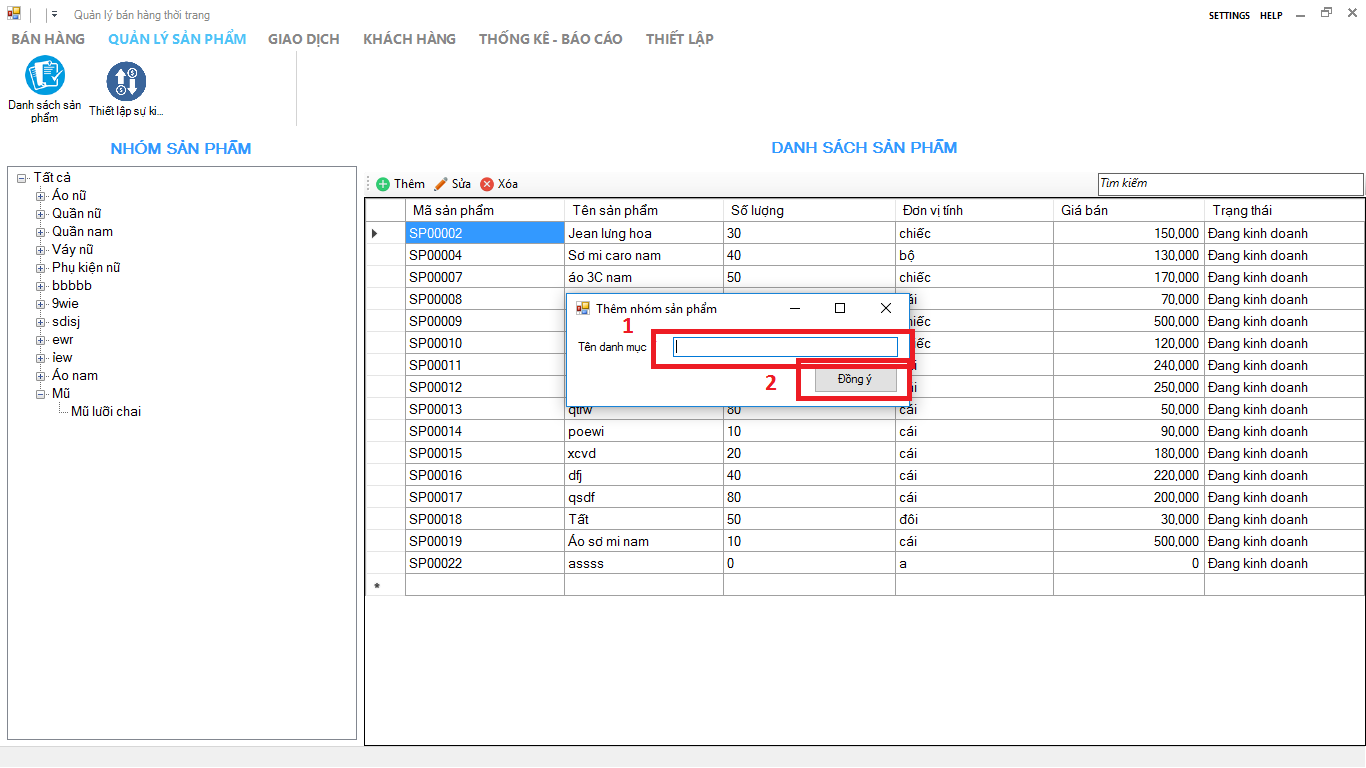 Quản lý bán hàng thời trang
SETTINGS HELP
BÁN HÀNG QUẢN LÝ SẢN PHẨM GIAO DỊCH KHÁCH HÀNG THỐNG KÊ - BÁO CÁO THIẾT LẬP
Danh sách sản phẩm
Thiết lập sự ki...
NHÓM SẢN PHẨM
Tất cả
Áo nữ
Quần nữ
Quần nam
Váy nữ
Phụ kiện nữ
bbbbb
9wie
sdisj
ewr
iew
Áo nam
Mũ
Mũ lưỡi chai
DANH SÁCH SẢN PHẨM
Thêm Sửa Xóa
Tìm kiếm
Mã sản phẩm Tên sản phẩm Số lượng Đơn vị tính Giá bán Trạng thái
SP00002 Jean lưng hoa 30 chiếc 150,000 Đang kinh doanh
SP00004 Sơ mi caro nam 40 bộ 130,000 Đang kinh doanh
SP00007 áo 3C nam 50 chiếc 170,000 Đang kinh doanh
SP00008 70,000 Đang kinh doanh
SP00009 500,000 Đang kinh doanh
SP00010 120,000 Đang kinh doanh
SP00011 240,000 Đang kinh doanh
SP00012 250,000 Đang kinh doanh
SP00013 80 cái 50,000 Đang kinh doanh
SP00014 poewi 10 cái 90,000 Đang kinh doanh
SP00015 xcvd 20 cái 180,000 Đang kinh doanh
SP00016 dfj 40 cái 220,000 Đang kinh doanh
SP00017 qsdf 80 cái 200,000 Đang kinh doanh
SP00018 Tất 50 đôi 30,000 Đang kinh doanh
SP00019 Áo sơ mi nam 10 cái 500,000 Đang kinh doanh
SP00022 assss 0 a 0 Đang kinh doanh
Thêm nhóm sản phẩm
1
Tên danh mục
2
Đồng ý